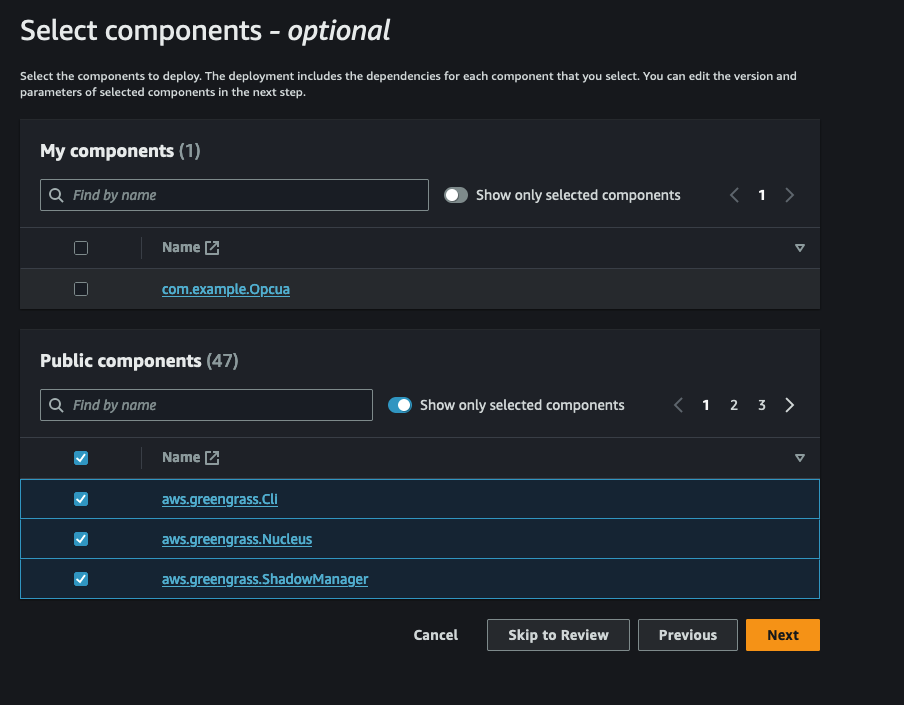 Select components - optional
Select the components to deploy. The deployment includes the dependencies for each component that you select. You can edit the version and
parameters of selected components in the next step.
My components (1)
Find by name
Show only selected components
1
Name
com.example.Opcua
Public components (47)
Find by name
Show only selected components
1 2 3
Name
aws.greengrass.Cli
aws.greengrass.Nucleus
aws.greengrass.ShadowManager
Cancel
Skip to Review
Previous
Next